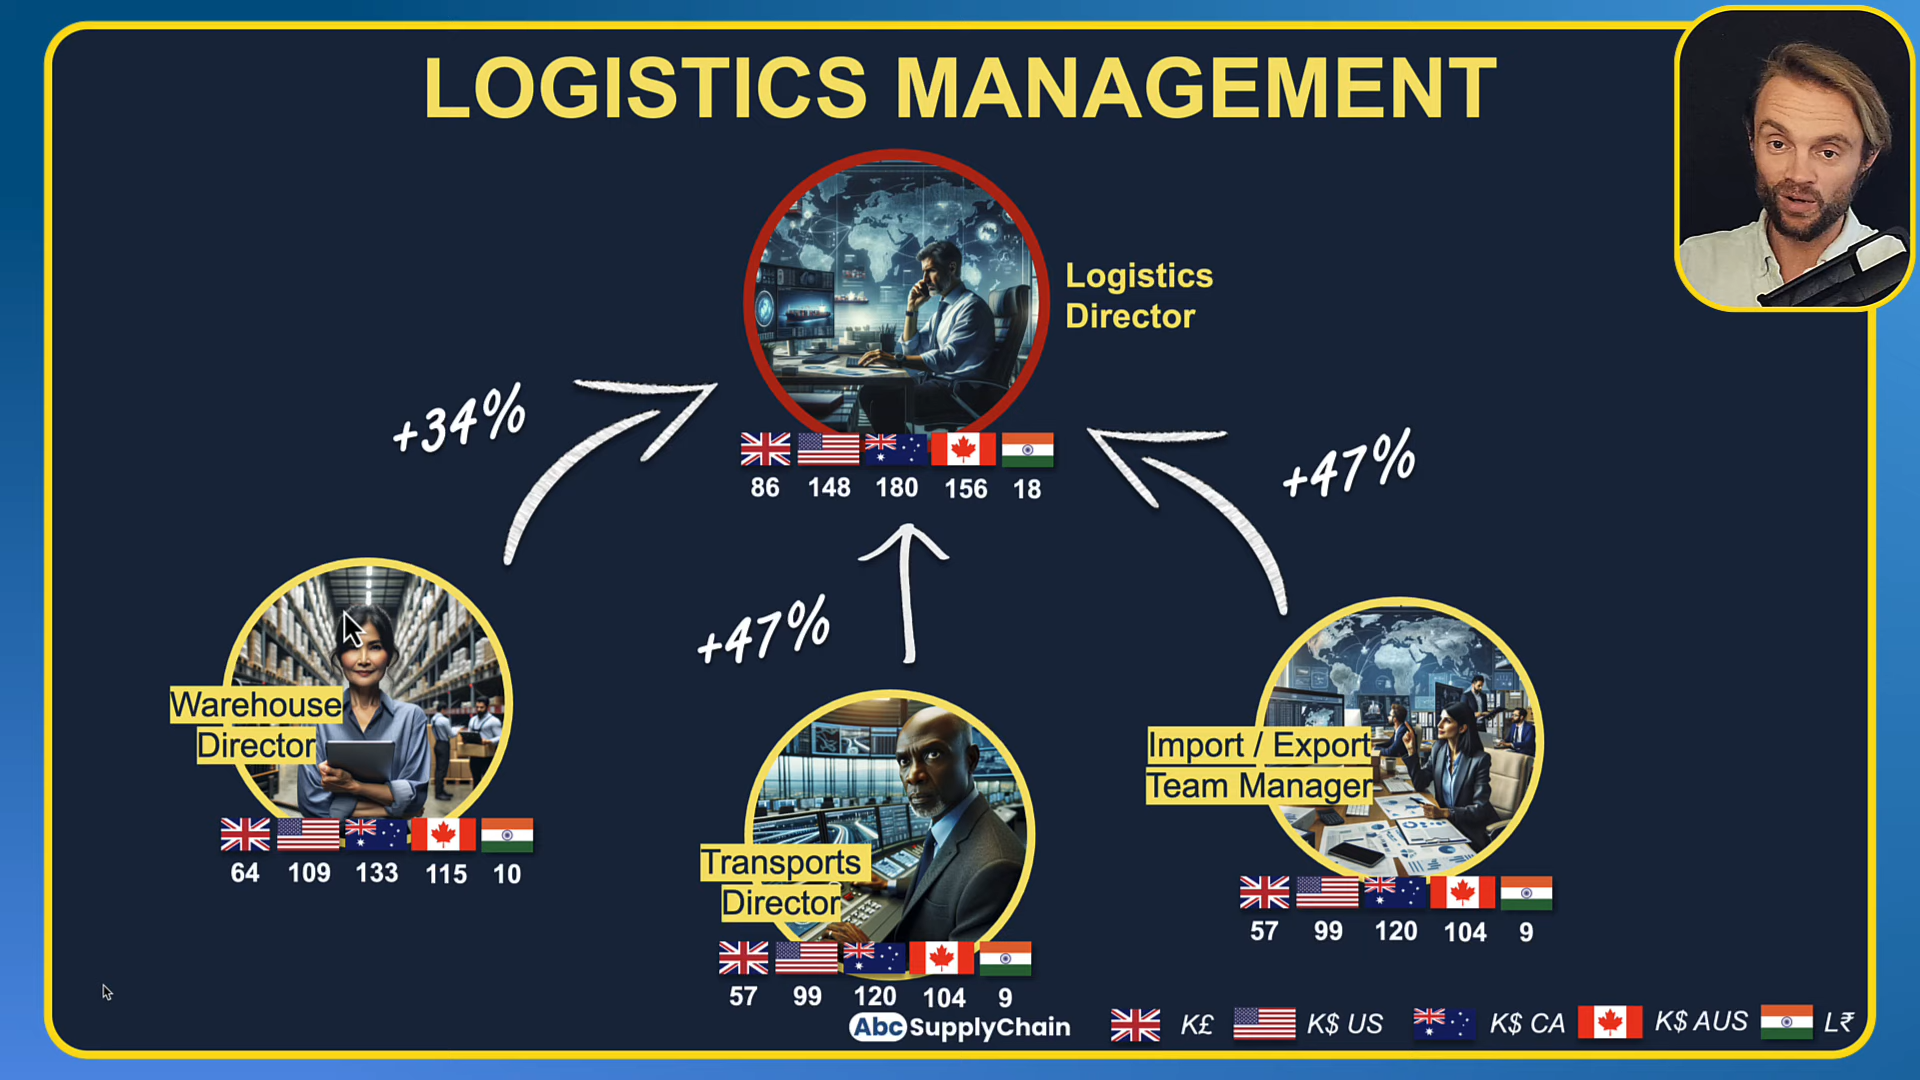 LOGISTICS MANAGEMENT
Logistics
Director
+34%
+47%
86 148 180 156 18
+47%
Warehouse
Director
64 109 133 115 10
Transports
Director
57 99 120 104 9
Import / Export
Team Manager
57 99 120 104 9
Abc SupplyChain
K£ K$ US K$ CA K$ AUS L₹